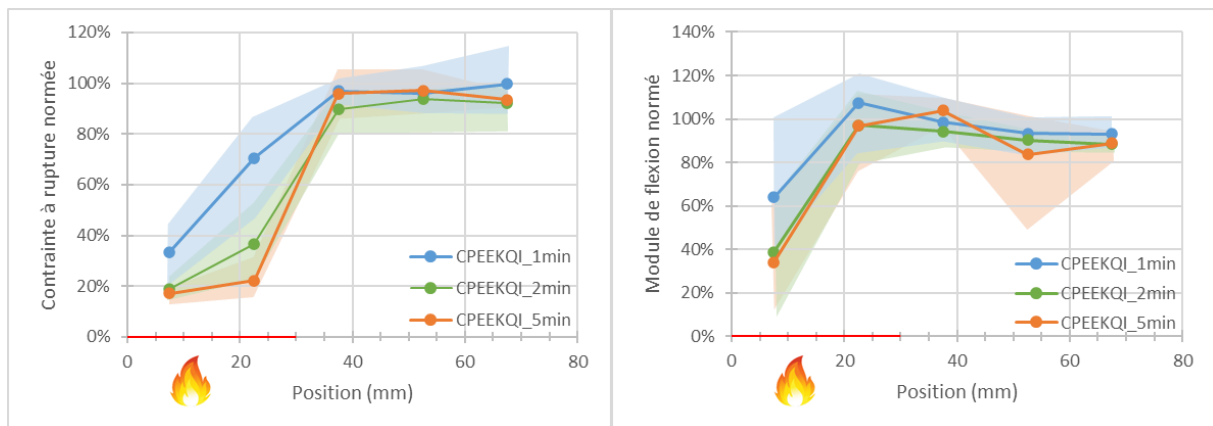 120%
100%
80%
60%
40%
20%
0%
Contrainte à rupture normée
CPEEKQI_1min
CPEEKQI_2min
CPEEKQI_5min
0
20
40
60
80
Position (mm)
140%
120%
100%
80%
60%
40%
20%
0%
Module de flexion normé
CPEEKQI_1min
CPEEKQI_2min
CPEEKQI_5min
0
20
40
60
80
Position (mm)